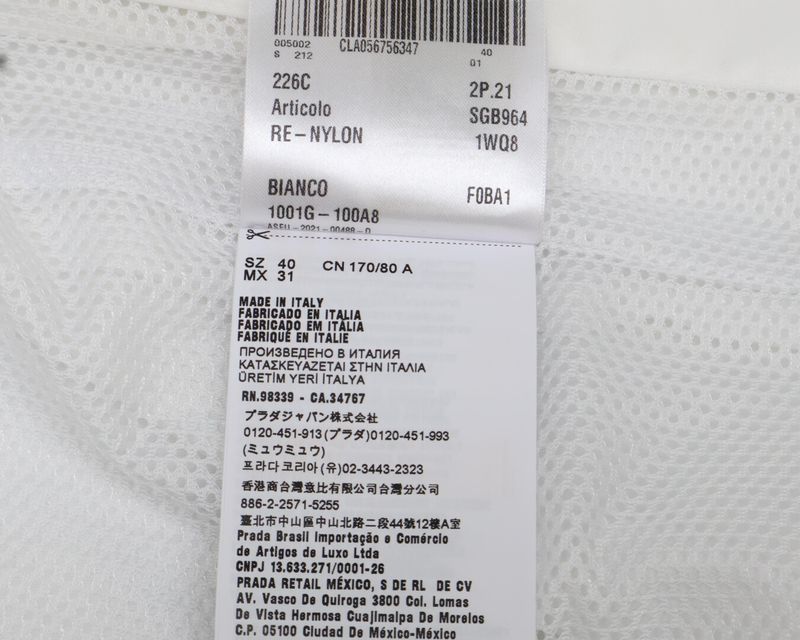 005002 CLA056756347 40
S 212 01
226C 2P.21
Articolo SGB964
RE-NYLON 1WQ8
BIANCO F0BA1
1001G-100A8
ASFU-2021-00488-0
SZ 40 CN 170/80 A
MX 31
MADE IN ITALY
FABRICADO EN ITALIA
FABRICADO EM ITÁLIA
FABRIQUÉ EN ITALIE
ПРОИЗВЕДЕНО В ИТАЛИЯ
ΚΑΤΑΣΚΕΥΑΖΕΤΑΙ ΣΤΗΝ ΙΤΑΛΙΑ
ÜRETİM YERİ İTALYA
RN.98339 - CA.34767
プラダジャパン株式会社
0120-451-913(プラダ)0120-451-993
(ミュウミュウ)
프라다코리아(유)02-3443-2323
香港商台灣意比有限公司台灣分公司
886-2-2571-5255
臺北市中山區中山北路二段44號12樓A室
Prada Brasil Importação e Comércio
de Artigos de Luxo Ltda
CNPJ 13.633.271/0001-26
PRADA RETAIL MÉXICO, S DE RL DE CV
AV. Vasco De Quiroga 3800 Col. Lomas
De Vista Hermosa Cuajimalpa De Morelos
C.P. 05100 Ciudad De México-México